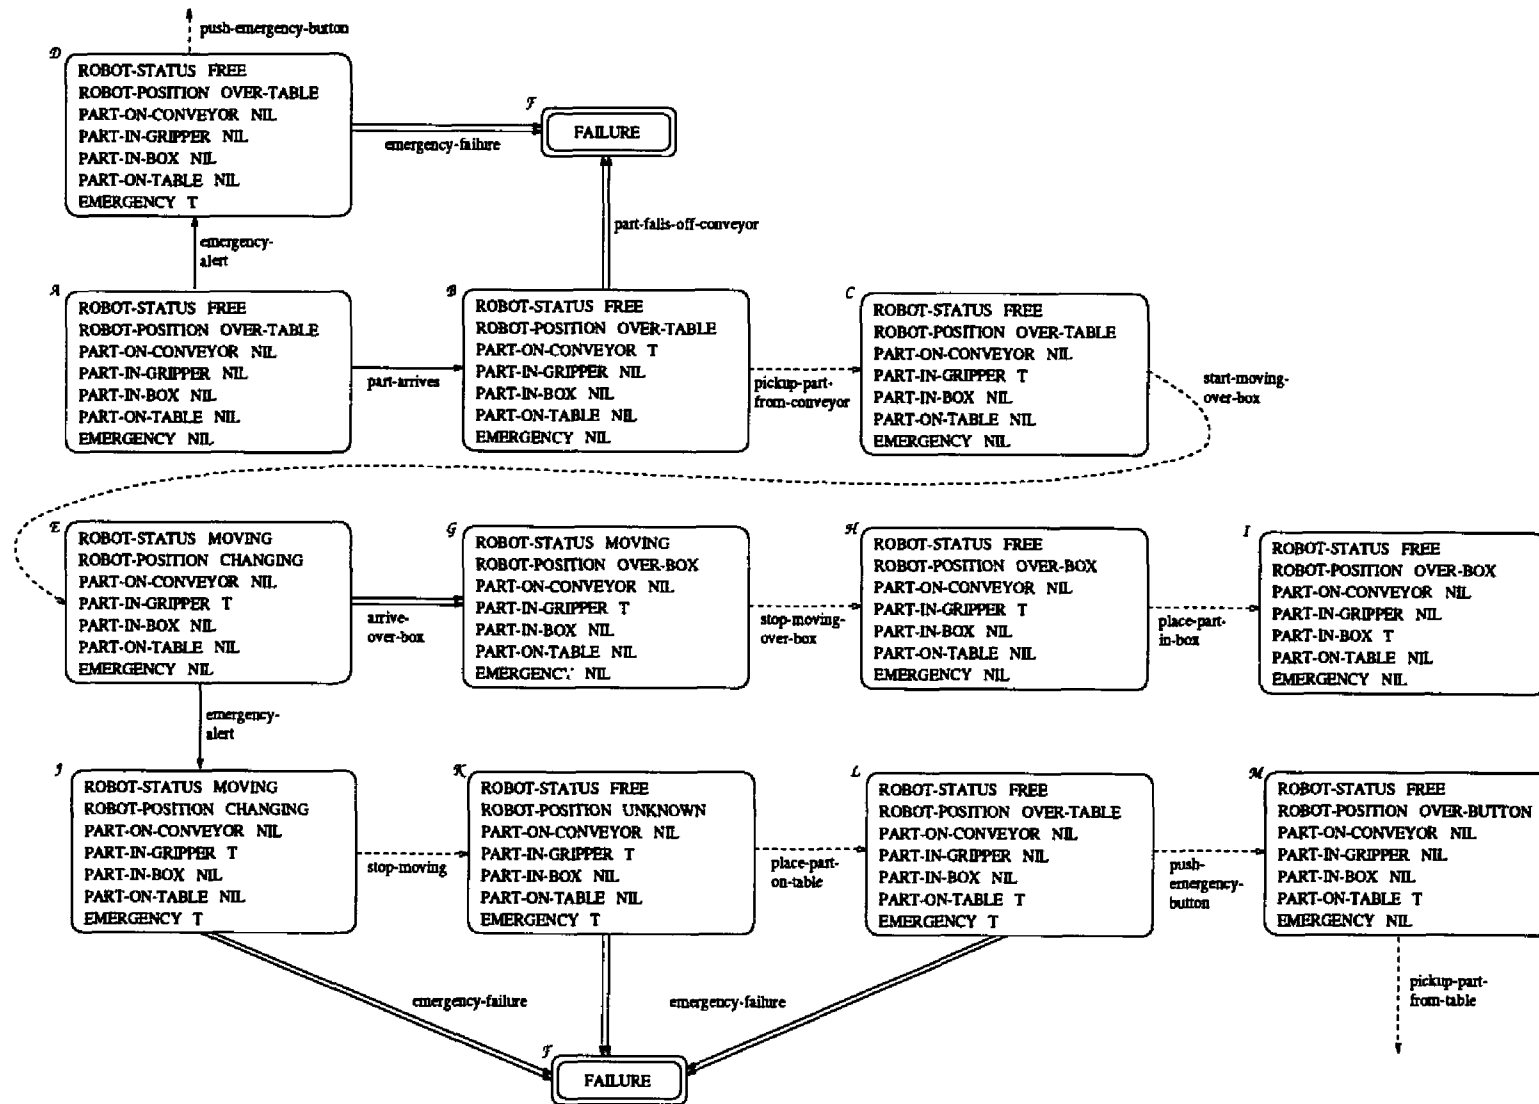 push-emergency-button
D
ROBOT-STATUS FREE
ROBOT-POSITION OVER-TABLE
PART-ON-CONVEYOR NIL
PART-IN-GRIPPER NIL
PART-IN-BOX NIL
PART-ON-TABLE NIL
EMERGENCY T
emergency-failure
F
FAILURE
emergency-
alert
part-falls-off-conveyor
A
ROBOT-STATUS FREE
ROBOT-POSITION OVER-TABLE
PART-ON-CONVEYOR NIL
PART-IN-GRIPPER NIL
PART-IN-BOX NIL
PART-ON-TABLE NIL
EMERGENCY NIL
part-arrives
B
ROBOT-STATUS FREE
ROBOT-POSITION OVER-TABLE
PART-ON-CONVEYOR T
PART-IN-GRIPPER NIL
PART-IN-BOX NIL
PART-ON-TABLE NIL
EMERGENCY NIL
pickup-part-
from-conveyor
C
ROBOT-STATUS FREE
ROBOT-POSITION OVER-TABLE
PART-ON-CONVEYOR NIL
PART-IN-GRIPPER T
PART-IN-BOX NIL
PART-ON-TABLE NIL
EMERGENCY NIL
start-moving-
over-box
E
ROBOT-STATUS MOVING
ROBOT-POSITION CHANGING
PART-ON-CONVEYOR NIL
PART-IN-GRIPPER T
PART-IN-BOX NIL
PART-ON-TABLE NIL
EMERGENCY NIL
arrive-
over-box
G
ROBOT-STATUS MOVING
ROBOT-POSITION OVER-BOX
PART-ON-CONVEYOR NIL
PART-IN-GRIPPER T
PART-IN-BOX NIL
PART-ON-TABLE NIL
EMERGENCY NIL
stop-moving-
over-box
H
ROBOT-STATUS FREE
ROBOT-POSITION OVER-BOX
PART-ON-CONVEYOR NIL
PART-IN-GRIPPER T
PART-IN-BOX NIL
PART-ON-TABLE NIL
EMERGENCY NIL
place-part-
in-box
I
ROBOT-STATUS FREE
ROBOT-POSITION OVER-BOX
PART-ON-CONVEYOR NIL
PART-IN-GRIPPER NIL
PART-IN-BOX T
PART-ON-TABLE NIL
EMERGENCY NIL
emergency-
alert
J
ROBOT-STATUS MOVING
ROBOT-POSITION CHANGING
PART-ON-CONVEYOR NIL
PART-IN-GRIPPER T
PART-IN-BOX NIL
PART-ON-TABLE NIL
EMERGENCY T
stop-moving
K
ROBOT-STATUS FREE
ROBOT-POSITION UNKNOWN
PART-ON-CONVEYOR NIL
PART-IN-GRIPPER T
PART-IN-BOX NIL
PART-ON-TABLE NIL
EMERGENCY T
place-part-
on-table
L
ROBOT-STATUS FREE
ROBOT-POSITION OVER-TABLE
PART-ON-CONVEYOR NIL
PART-IN-GRIPPER NIL
PART-IN-BOX NIL
PART-ON-TABLE T
EMERGENCY T
push-
emergency-
button
M
ROBOT-STATUS FREE
ROBOT-POSITION OVER-BUTTON
PART-ON-CONVEYOR NIL
PART-IN-GRIPPER NIL
PART-IN-BOX NIL
PART-ON-TABLE T
EMERGENCY NIL
emergency-failure
emergency-failure
pickup-part-
from-table
F
FAILURE